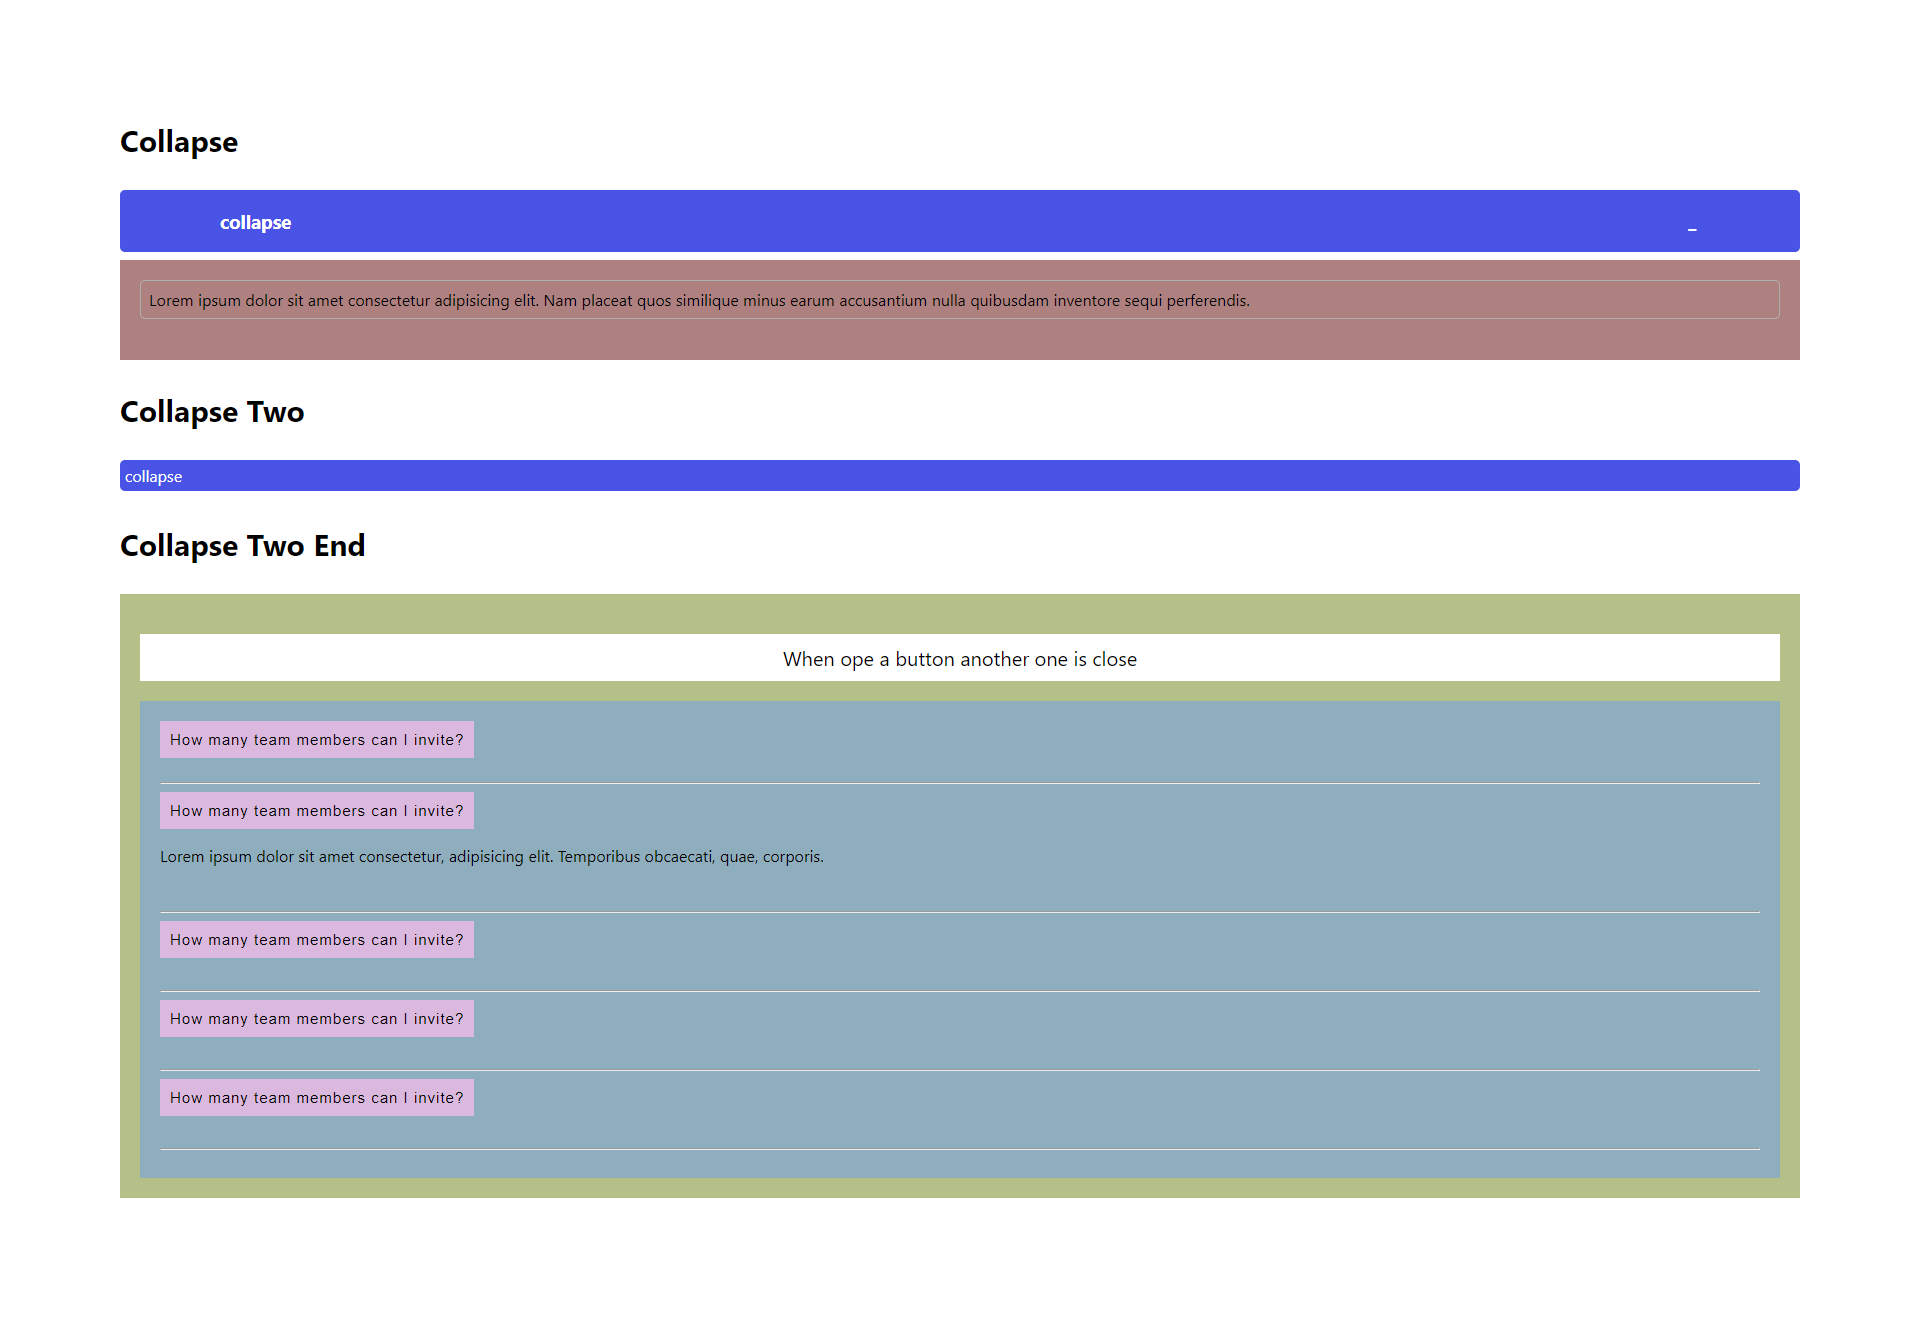 Collapse
collapse _
Lorem ipsum dolor sit amet consectetur adipisicing elit. Nam placeat quos similique minus earum accusantium nulla quibusdam inventore sequi perferendis.
Collapse Two
collapse
Collapse Two End
When ope a button another one is close
How many team members can I invite?
How many team members can I invite?
Lorem ipsum dolor sit amet consectetur, adipisicing elit. Temporibus obcaecati, quae, corporis.
How many team members can I invite?
How many team members can I invite?
How many team members can I invite?